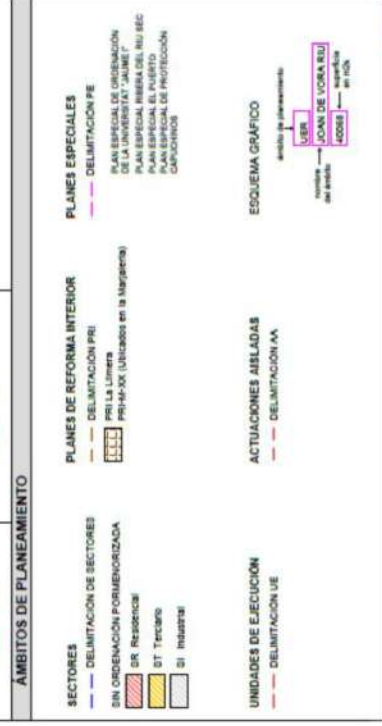 ÁMBITOS DE PLANEAMIENTO
SECTORES
DELIMITACIÓN DE SECTORES
SIN ORDENACIÓN PORMENORIZADA
SR Residencial
ST Terciario
SI Industrial
UNIDADES DE EJECUCIÓN
DELIMITACIÓN UE
PLANES DE REFORMA INTERIOR
DELIMITACIÓN PRI
PRI La Llimera
PRI-M-XX (Ubicados en la Marjaleria)
ACTUACIONES AISLADAS
DELIMITACIÓN AA
PLANES ESPECIALES
DELIMITACIÓN PE
PLAN ESPECIAL DE ORDENACIÓN
DE LA UNIVERSITAT "JAUME I"
PLAN ESPECIAL RIBERA DEL RIU SEC
PLAN ESPECIAL EL PUERTO
PLAN ESPECIAL DE PROTECCIÓN
CAPUCHINOS
ESQUEMA GRÁFICO
ámbito de planeamiento
UER
JOAN DE VORA RIU
40068
nombre
del ámbito
superficie
en m2s